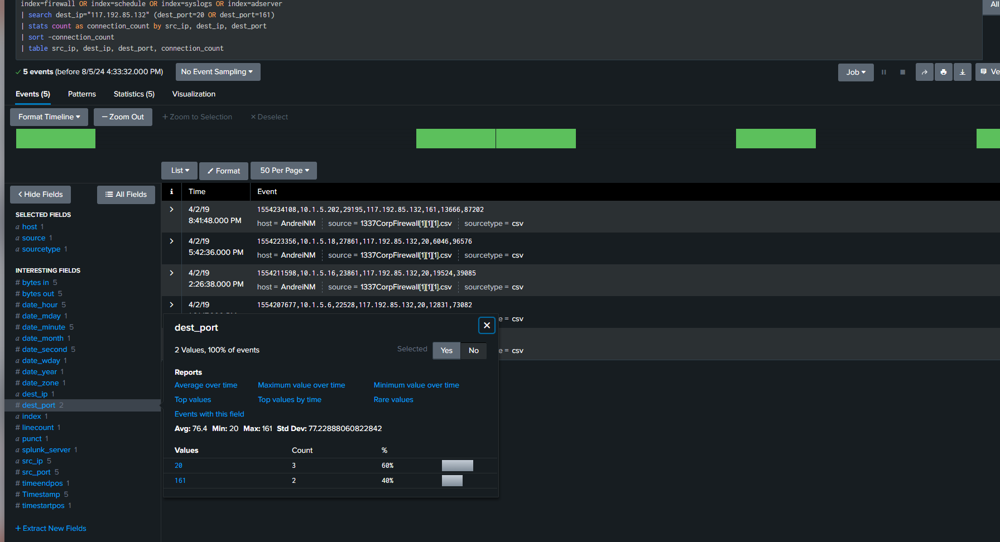 index=firewall OR index=schedule OR index=syslogs OR index=adserver
| search dest_ip="117.192.85.132" (dest_port=20 OR dest_port=161)
| stats count as connection_count by src_ip, dest_ip, dest_port
| sort -connection_count
| table src_ip, dest_ip, dest_port, connection_count
All
✓ 5 events (before 8/5/24 4:33:32.000 PM)
No Event Sampling ▾
Job ▾
Ve
Events (5)
Patterns
Statistics (5)
Visualization
Format Timeline ▾
— Zoom Out
+ Zoom to Selection
× Deselect
List ▾
Format
50 Per Page ▾
< Hide Fields
All Fields
i
Time
Event
SELECTED FIELDS
a host 1
a source 1
a sourcetype 1
INTERESTING FIELDS
# bytes in 5
# bytes out 5
# date_hour 5
# date_mday 1
# date_minute 5
a date_month 1
# date_second 5
a date_wday 1
# date_year 1
# date_zone 1
a dest_ip 1
# dest_port 2
a index 1
# linecount 1
a punct 1
a splunk_server 1
a src_ip 5
# src_port 5
# timeendpos 1
# Timestamp 5
# timestartpos 1
+ Extract New Fields
> 4/2/19
8:41:48.000 PM
1554234108,10.1.5.202,29195,117.192.85.132,161,13666,87202
host = AndreiNM source = 1337CorpFirewall[1][1][1].csv sourcetype = csv
> 4/2/19
5:42:36.000 PM
1554223356,10.1.5.18,27861,117.192.85.132,20,6046,96576
host = AndreiNM source = 1337CorpFirewall[1][1][1].csv sourcetype = csv
> 4/2/19
2:26:38.000 PM
1554211598,10.1.5.16,23861,117.192.85.132,20,19524,39085
host = AndreiNM source = 1337CorpFirewall[1][1][1].csv sourcetype = csv
> 4/2/19
1554207677,10.1.5.6,22528,117.192.85.132,20,12831,73082
e = csv
e = csv
dest_port
×
2 Values, 100% of events
Selected
Yes
No
Reports
Average over time
Maximum value over time
Minimum value over time
Top values
Top values by time
Rare values
Events with this field
Avg: 76.4 Min: 20 Max: 161 Std Dev: 77.22888060822842
Values Count %
20 3 60%
161 2 40%